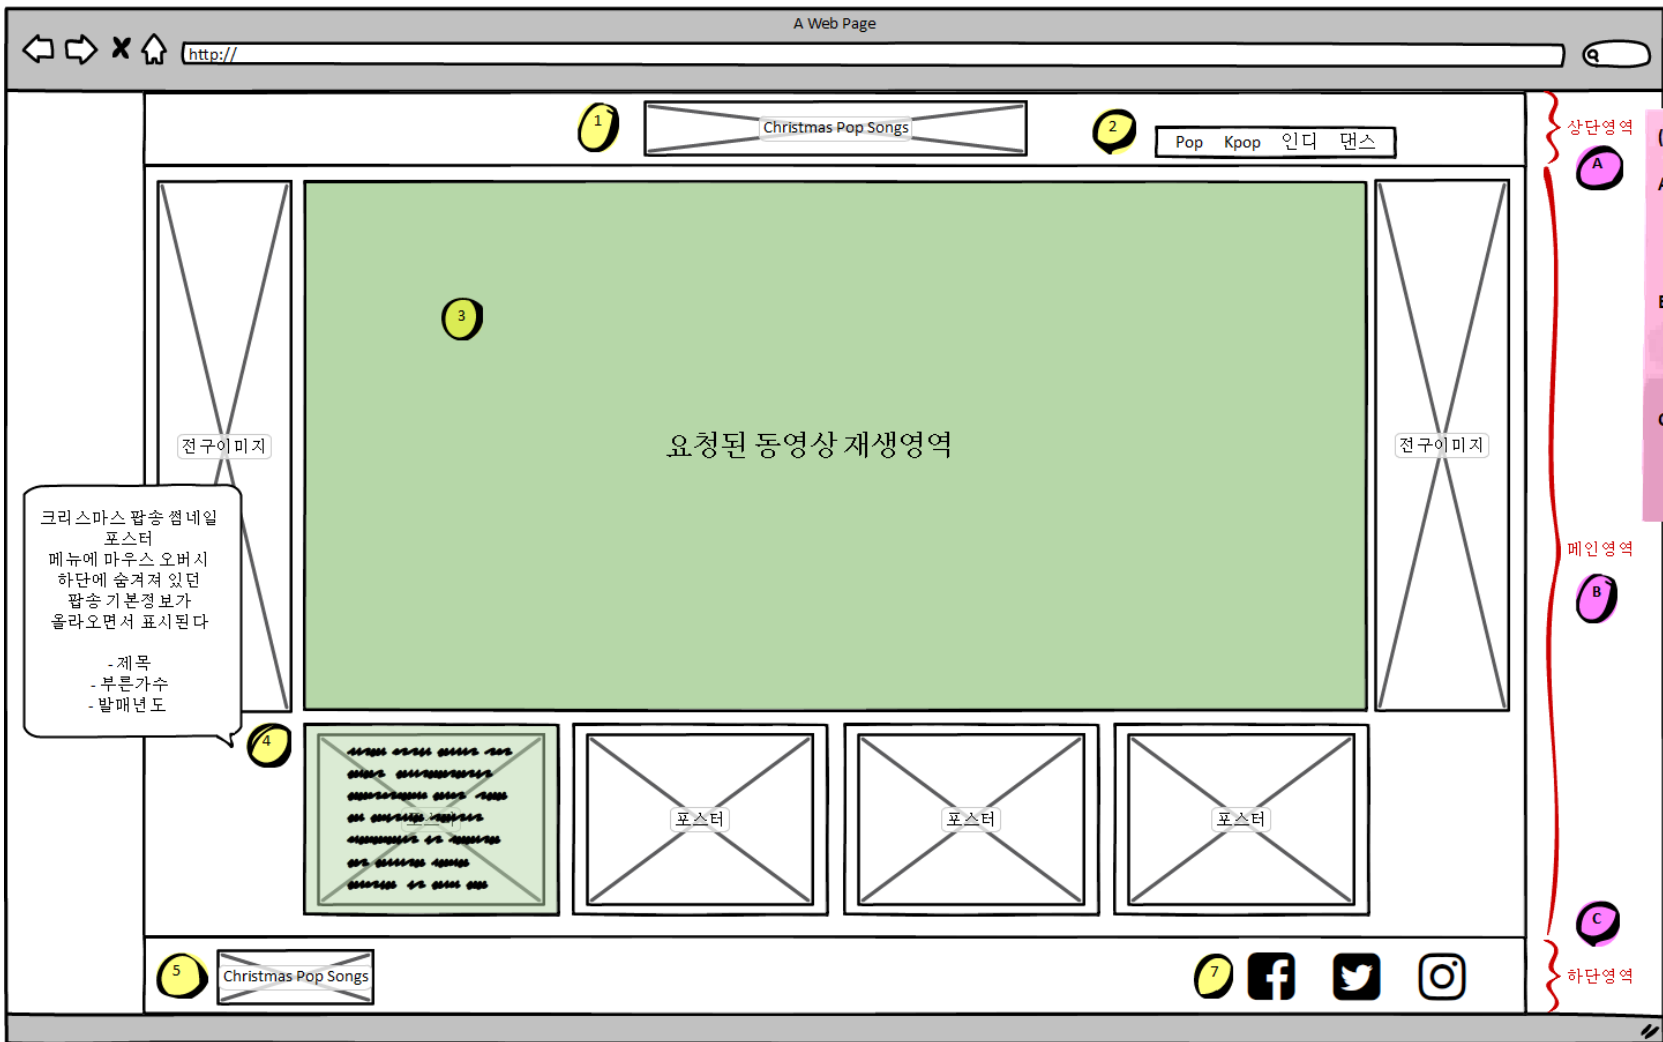 A Web Page
http://
1
Christmas Pop Songs
2
Pop Kpop 인디 댄스
상단영역
A
3
전구이미지
요청된 동영상 재생영역
전구이미지
크리스마스 팝송 썸네일
포스터
메뉴에 마우스 오버시
하단에 숨겨져 있던
팝송 기본정보가
올라오면서 표시된다
- 제목
- 부른가수
- 발매년도
메인영역
B
4
포스터
포스터
포스터
C
5
Christmas Pop Songs
7
하단영역